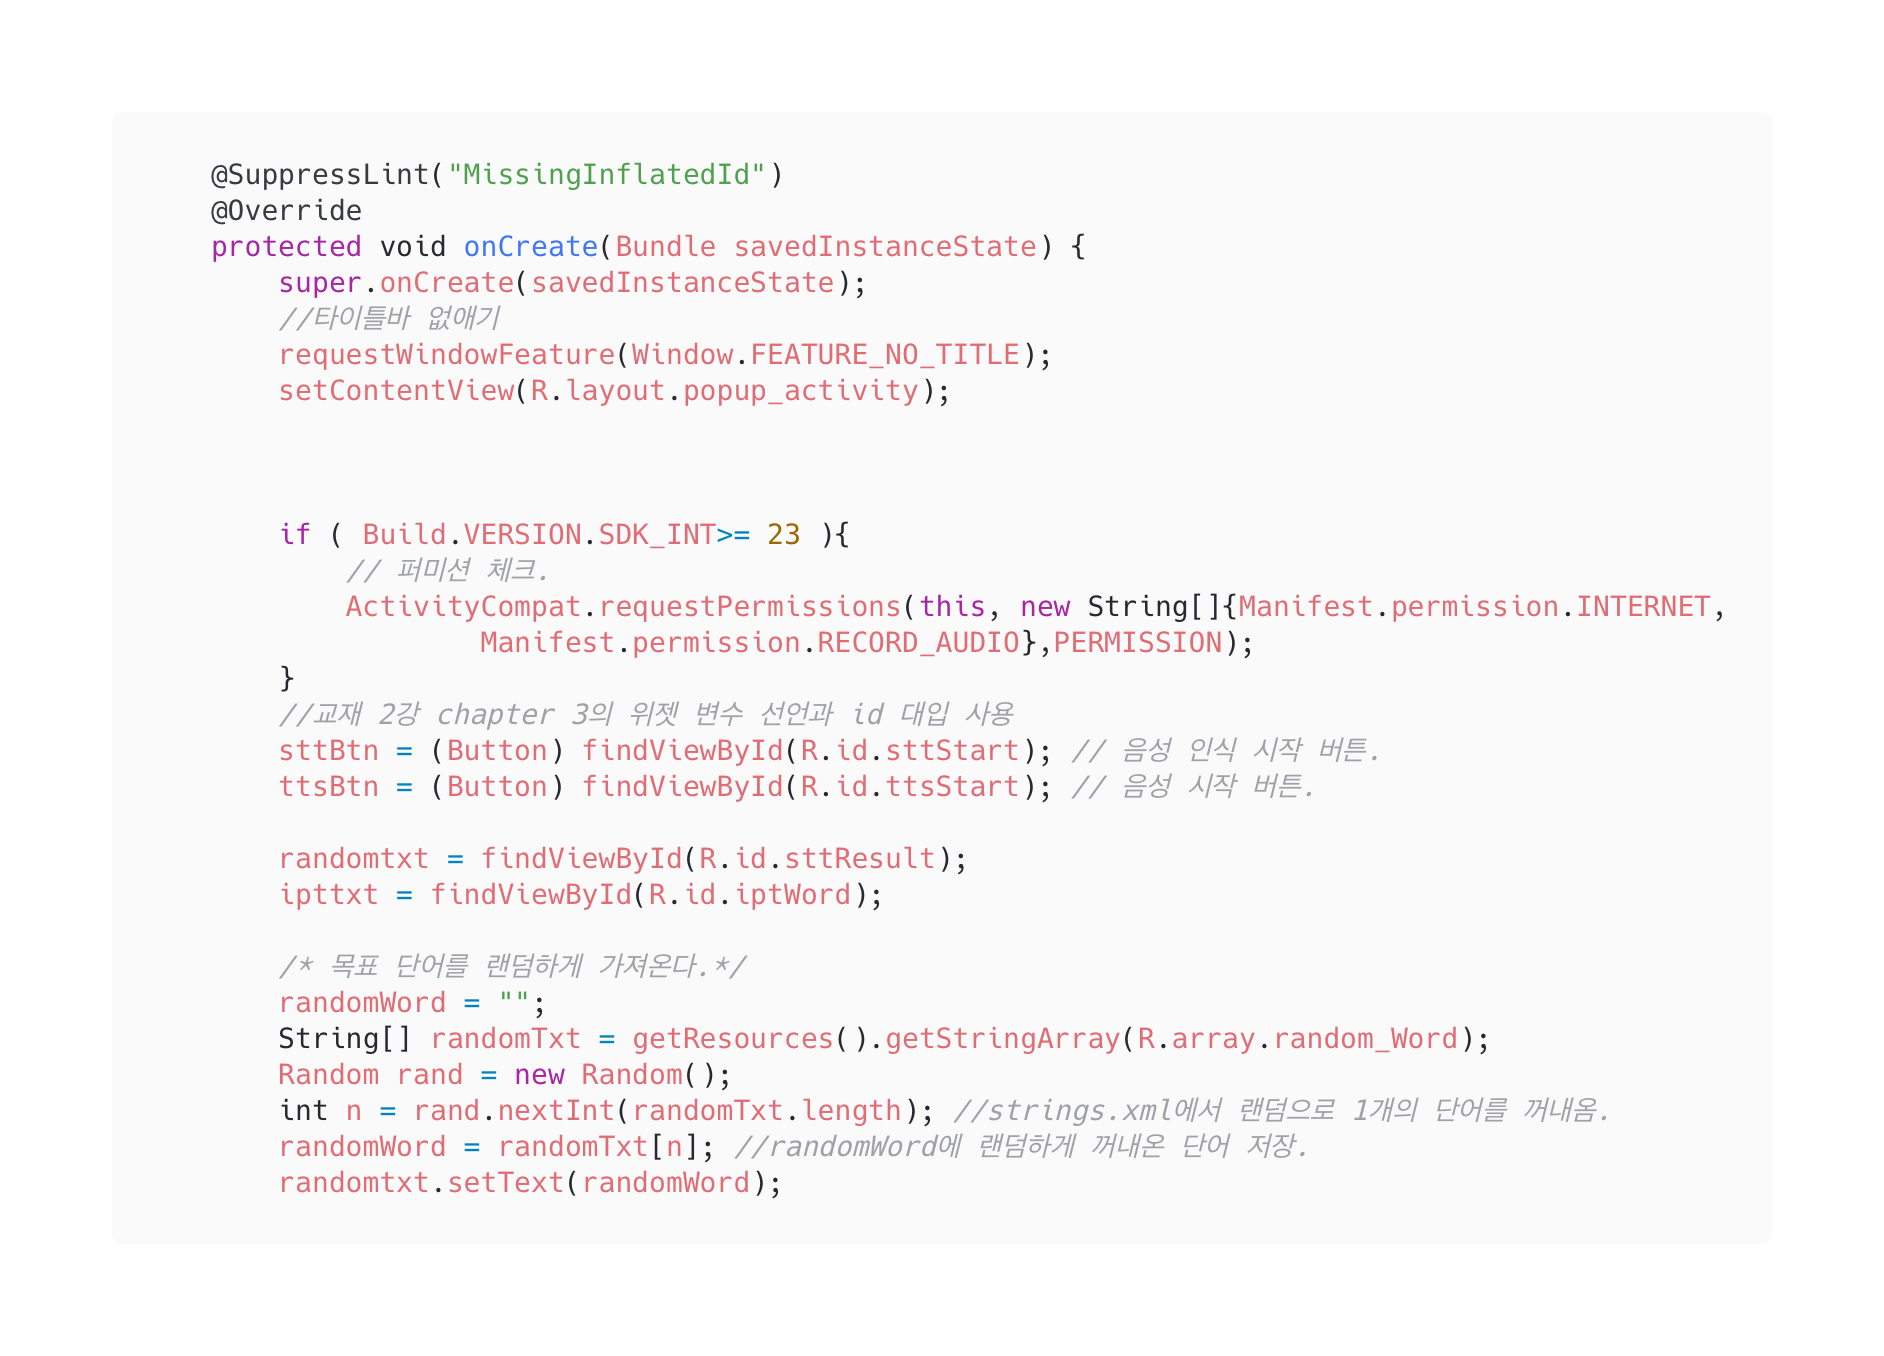 @SuppressLint("MissingInflatedId")
@Override
protected void onCreate(Bundle savedInstanceState) {
    super.onCreate(savedInstanceState);
    //타이틀바 없애기
    requestWindowFeature(Window.FEATURE_NO_TITLE);
    setContentView(R.layout.popup_activity);
    if ( Build.VERSION.SDK_INT>= 23 ){
        // 퍼미션 체크.
        ActivityCompat.requestPermissions(this, new String[]{Manifest.permission.INTERNET,
                Manifest.permission.RECORD_AUDIO},PERMISSION);
    }
    //교재 2강 chapter 3의 위젯 변수 선언과 id 대입 사용
    sttBtn = (Button) findViewById(R.id.sttStart); // 음성 인식 시작 버튼.
    ttsBtn = (Button) findViewById(R.id.ttsStart); // 음성 시작 버튼.
    randomtxt = findViewById(R.id.sttResult);
    ipttxt = findViewById(R.id.iptWord);
    /* 목표 단어를 랜덤하게 가져온다.*/
    randomWord = "";
    String[] randomTxt = getResources().getStringArray(R.array.random_Word);
    Random rand = new Random();
    int n = rand.nextInt(randomTxt.length); //strings.xml에서 랜덤으로 1개의 단어를 꺼내옴.
    randomWord = randomTxt[n]; //randomWord에 랜덤하게 꺼내온 단어 저장.
    randomtxt.setText(randomWord);